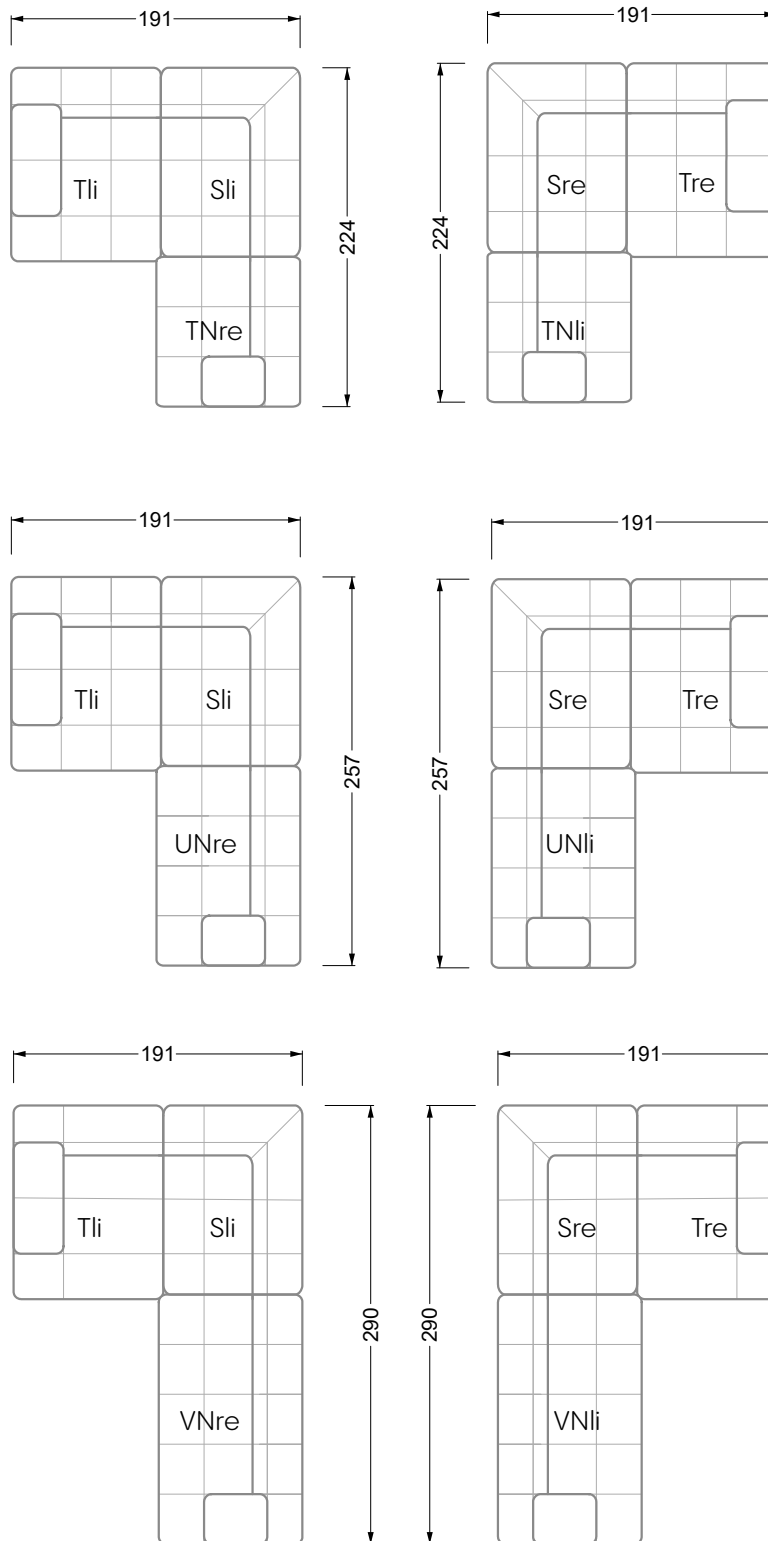 191
191
Tli
Sli
TNre
224
224
Sre
Tre
TNli
191
191
Tli
Sli
UNre
257
257
Sre
Tre
UNli
191
191
Tli
Sli
VNre
290
290
Sre
Tre
VNli